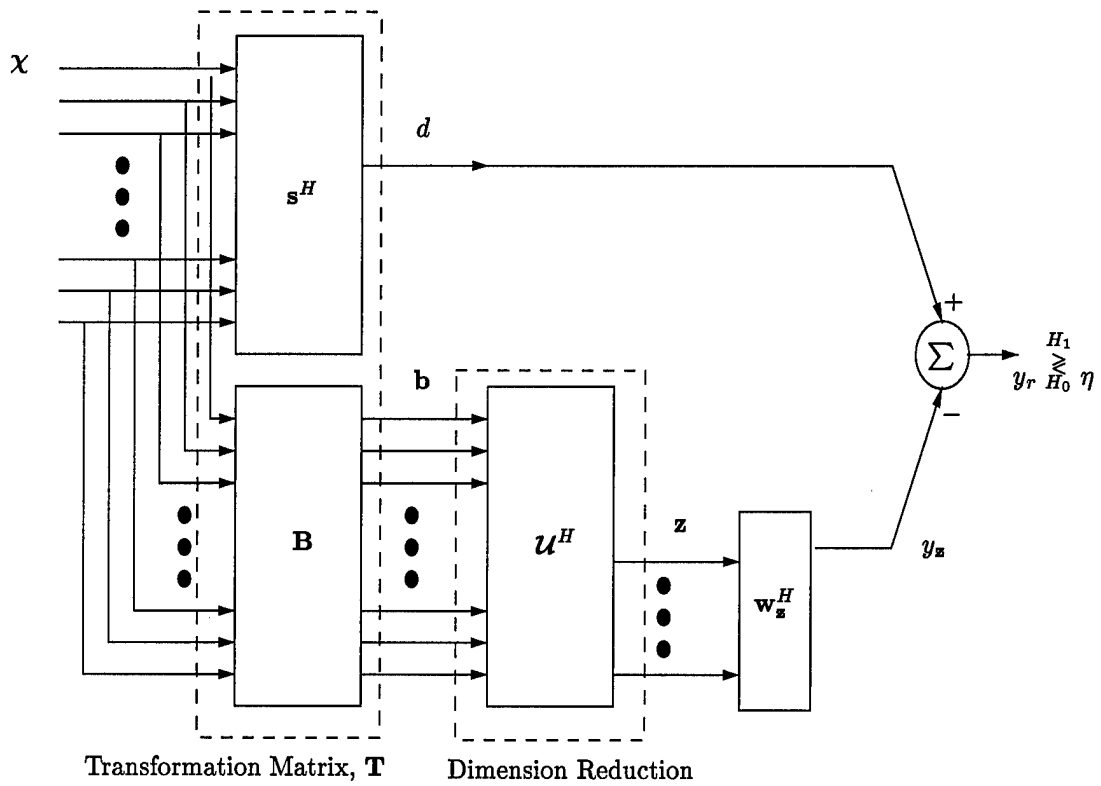 χ
d
s^H
+
Σ
H_1
y_r ≷ η
H_0
−
b
B
𝒰^H
z
w_z^H
y_z
Transformation Matrix, T
Dimension Reduction